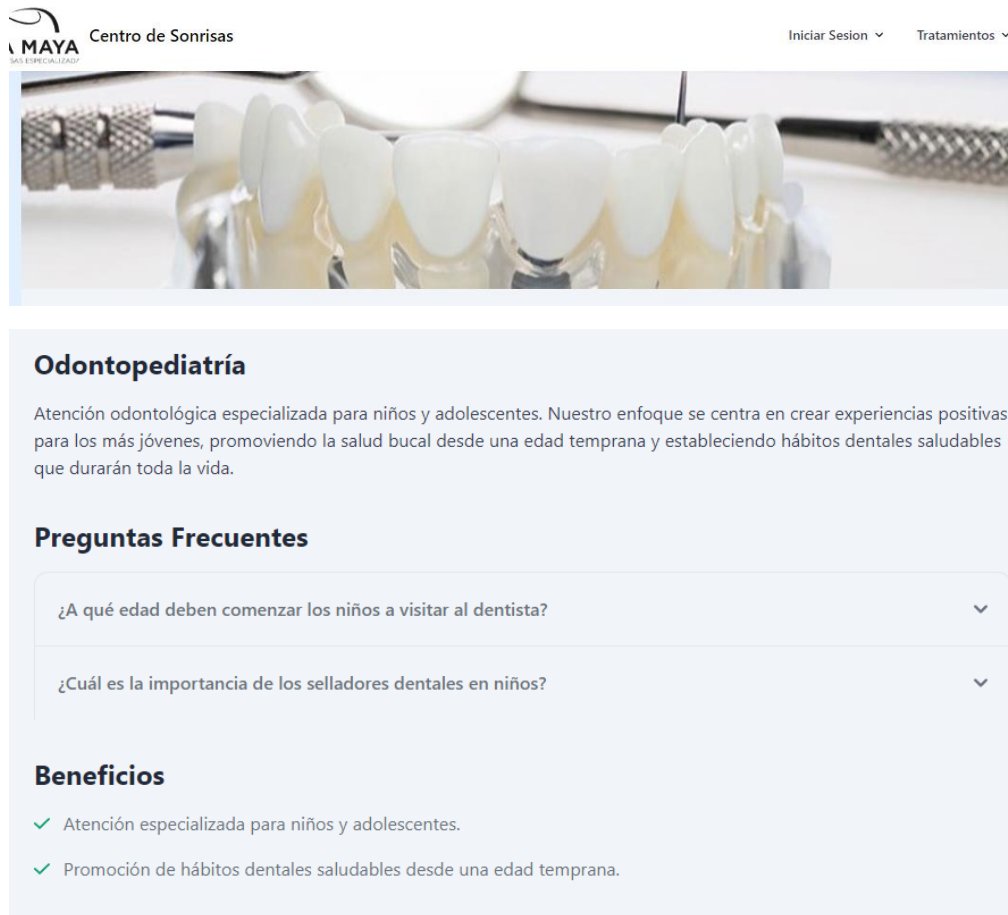 MAYA
Centro de Sonrisas
Iniciar Sesion
Tratamientos
Odontopediatría
Atención odontológica especializada para niños y adolescentes. Nuestro enfoque se centra en crear experiencias positivas
para los más jóvenes, promoviendo la salud bucal desde una edad temprana y estableciendo hábitos dentales saludables
que durarán toda la vida.
Preguntas Frecuentes
¿A qué edad deben comenzar los niños a visitar al dentista?
¿Cuál es la importancia de los selladores dentales en niños?
Beneficios
Atención especializada para niños y adolescentes.
Promoción de hábitos dentales saludables desde una edad temprana.